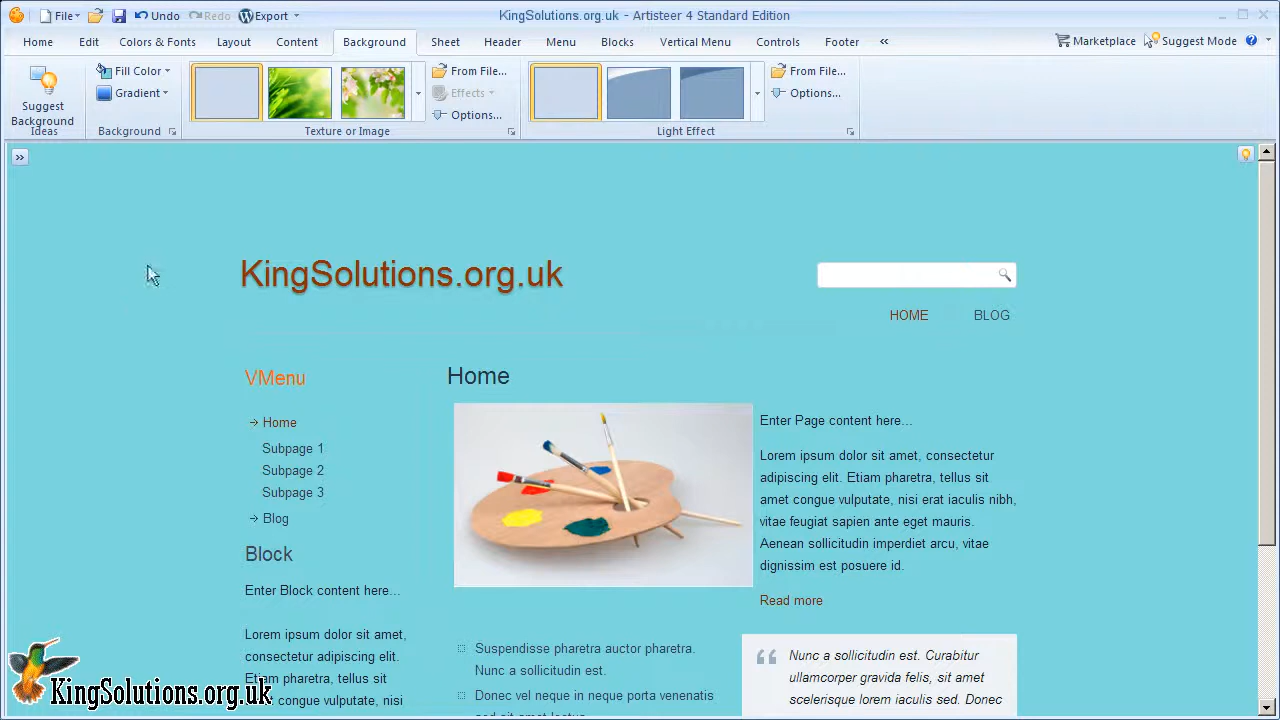 File
Undo
Redo
Export
KingSolutions.org.uk - Artisteer 4 Standard Edition
Home
Edit
Colors & Fonts
Layout
Content
Background
Sheet
Header
Menu
Blocks
Vertical Menu
Controls
Footer
«
Marketplace
Suggest Mode
Suggest
Background
Ideas
Fill Color
Gradient
Background
From File...
Effects
Options...
Texture or Image
From File...
Options...
Light Effect
»
KingSolutions.org.uk
HOME
BLOG
VMenu
Home
Home
Subpage 1
Subpage 2
Subpage 3
Blog
Block
Enter Block content here...
Lorem ipsum dolor sit amet,
consectetur adipiscing elit.
Etiam pharetra, tellus sit
amet congue vulputate, nisi
Enter Page content here...
Lorem ipsum dolor sit amet, consectetur
adipiscing elit. Etiam pharetra, tellus sit
amet congue vulputate, nisi erat iaculis nibh,
vitae feugiat sapien ante eget mauris.
Aenean sollicitudin imperdiet arcu, vitae
dignissim est posuere id.
Read more
Suspendisse pharetra auctor pharetra.
Nunc a sollicitudin est.
Donec vel neque in neque porta venenatis
Nunc a sollicitudin est. Curabitur
ullamcorper gravida felis, sit amet
scelerisque lorem iaculis sed. Donec
KingSolutions.org.uk